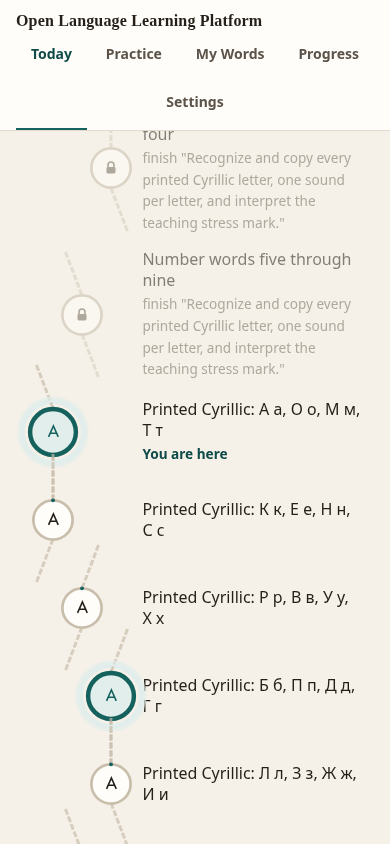 Open Language Learning Platform
Today
Practice
My Words
Progress
Settings
four
finish "Recognize and copy every
printed Cyrillic letter, one sound
per letter, and interpret the
teaching stress mark."
Number words five through
nine
finish "Recognize and copy every
printed Cyrillic letter, one sound
per letter, and interpret the
teaching stress mark."
Printed Cyrillic: А а, О о, М м,
Т т
You are here
Printed Cyrillic: К к, Е е, Н н,
С с
Printed Cyrillic: Р р, В в, У у,
Х х
Printed Cyrillic: Б б, П п, Д д,
Г г
Printed Cyrillic: Л л, З з, Ж ж,
И и